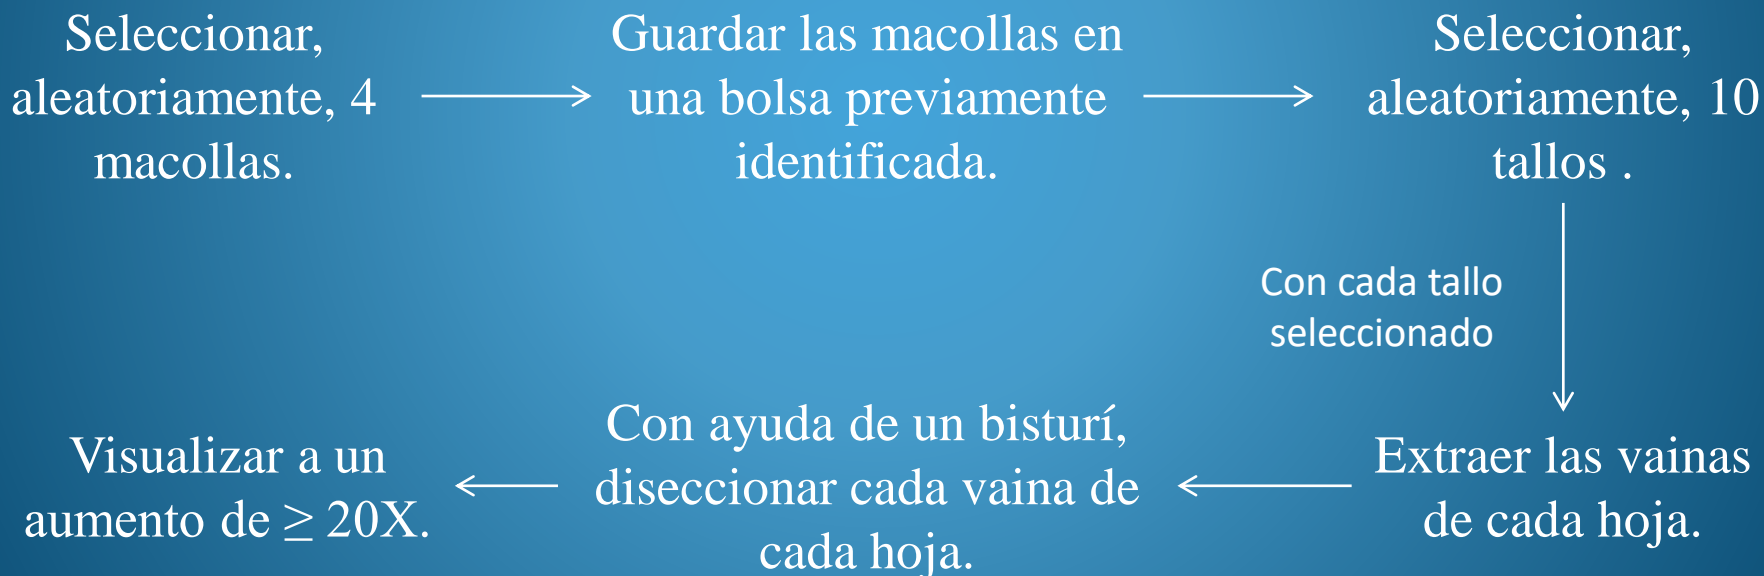 Seleccionar,
aleatoriamente, 4
macollas.
Guardar las macollas en
una bolsa previamente
identificada.
Seleccionar,
aleatoriamente, 10
tallos .
Con cada tallo
seleccionado
Extraer las vainas
de cada hoja.
Con ayuda de un bisturí,
diseccionar cada vaina de
cada hoja.
Visualizar a un
aumento de ≥ 20X.